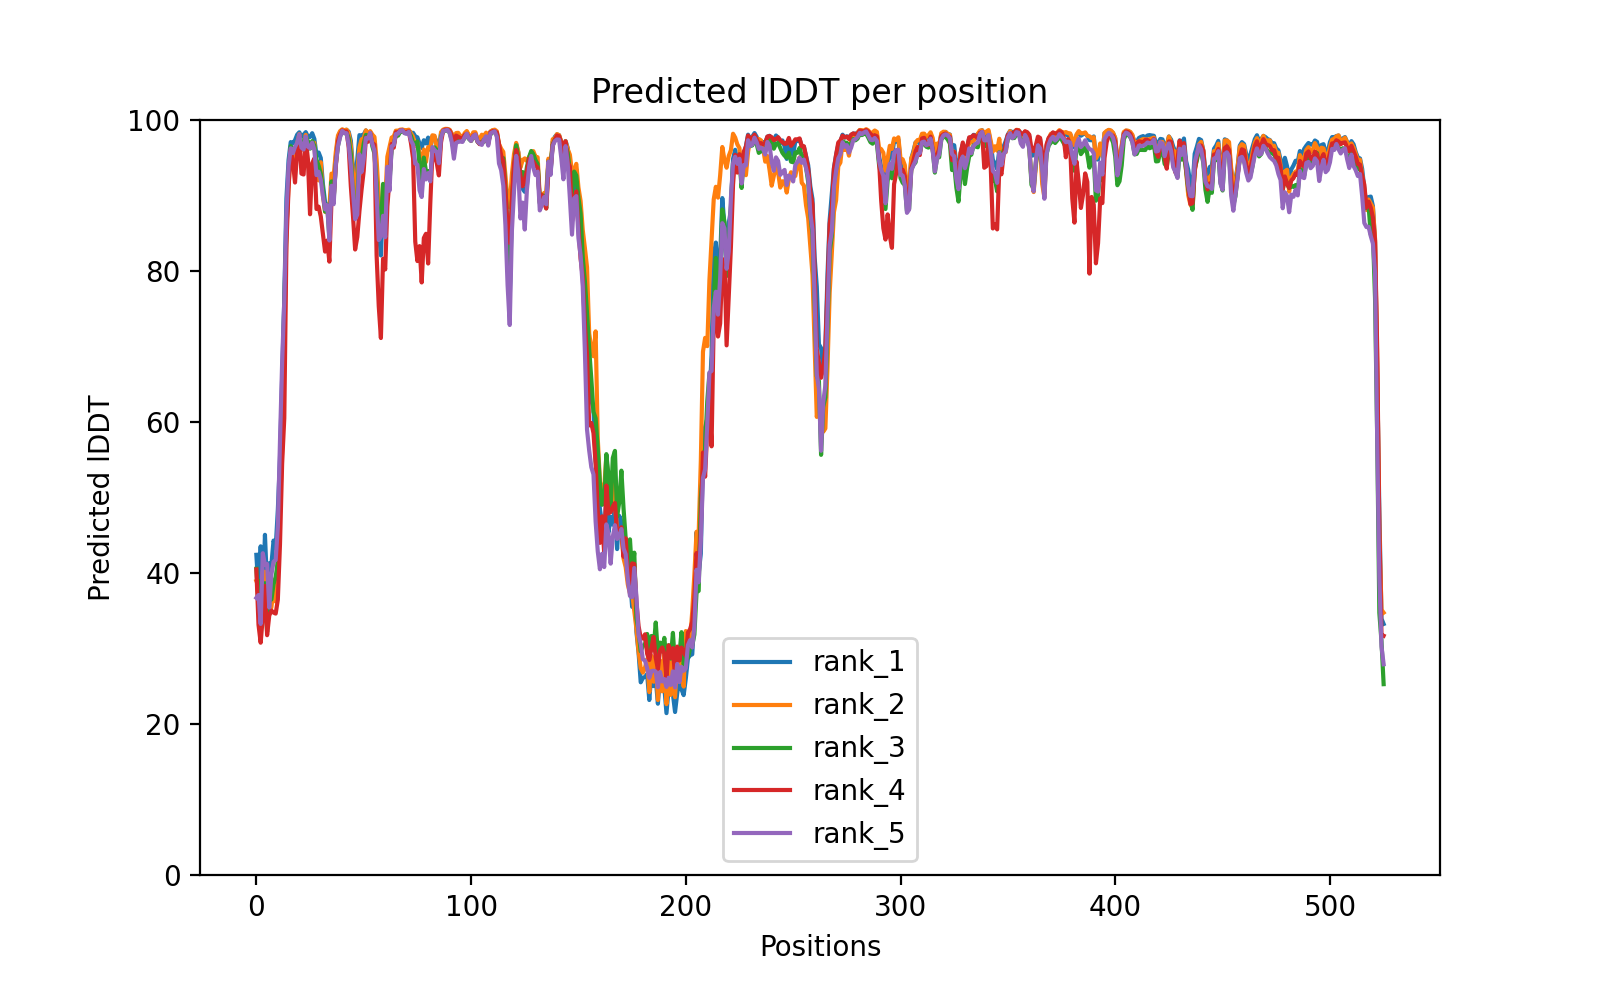 Predicted lDDT per position
100
80
60
40
20
0
Predicted lDDT
0 100 200 300 400 500
Positions
rank_1
rank_2
rank_3
rank_4
rank_5